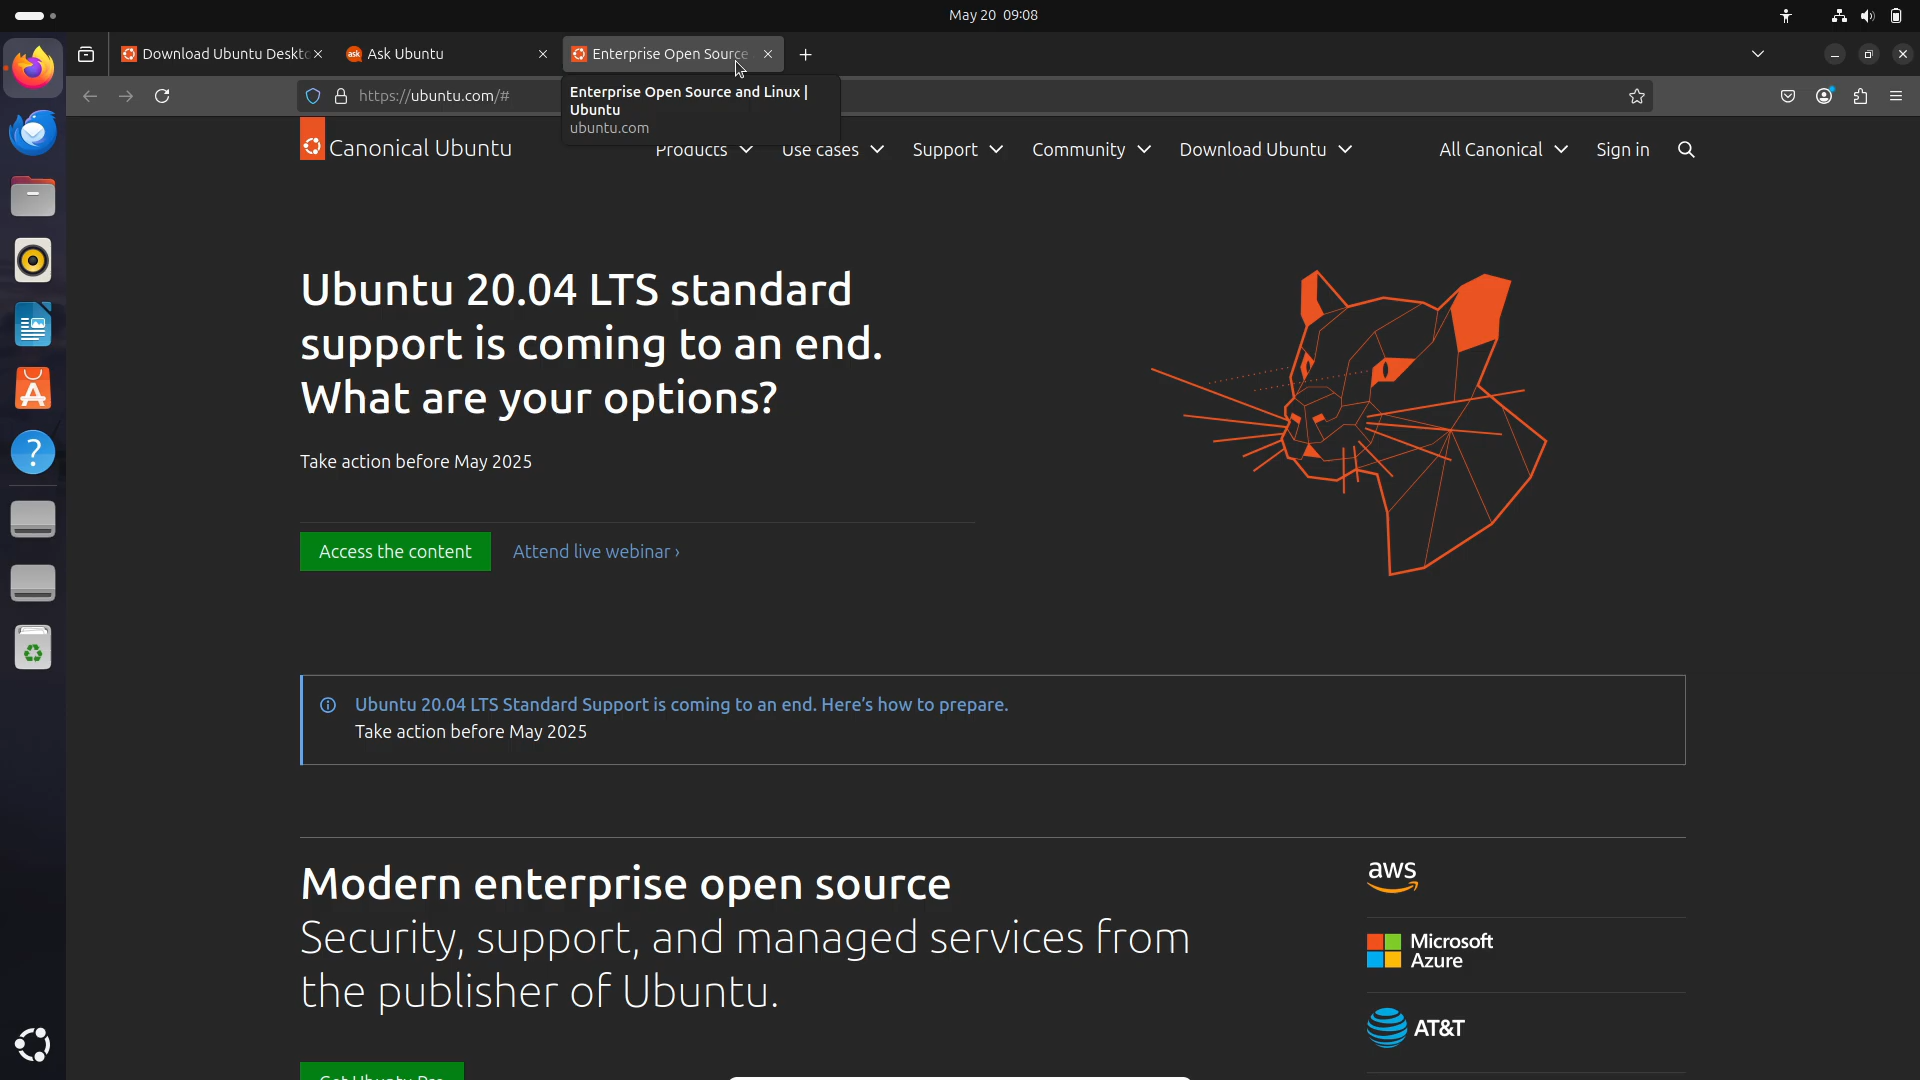 May 20 09:08
Download Ubuntu Deskto
Ask Ubuntu
Enterprise Open Source
https://ubuntu.com/#
Enterprise Open Source and Linux |
Ubuntu
ubuntu.com
Canonical Ubuntu
Products
Use cases
Support
Community
Download Ubuntu
All Canonical
Sign in
Ubuntu 20.04 LTS standard
support is coming to an end.
What are your options?
Take action before May 2025
Access the content
Attend live webinar ›
Ubuntu 20.04 LTS Standard Support is coming to an end. Here's how to prepare.
Take action before May 2025
Modern enterprise open source
Security, support, and managed services from
the publisher of Ubuntu.
aws
Microsoft
Azure
AT&T
Get Ubuntu Pro